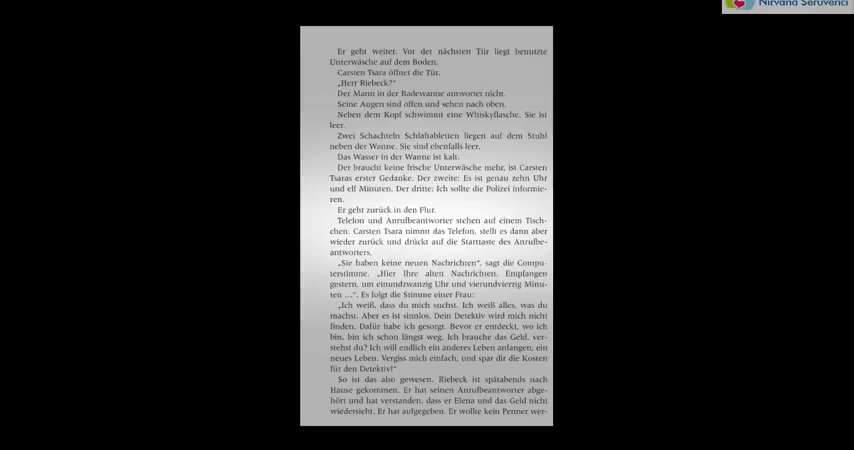 Nirvana Serüvenci
Er geht weiter. Vor der nächsten Tür liegt benutzte
Unterwäsche auf dem Boden.
Carsten Tsara öffnet die Tür.
„Herr Riebeck?“
Der Mann in der Badewanne antwortet nicht.
Seine Augen sind offen und sehen nach oben.
Neben dem Kopf schwimmt eine Whiskyflasche. Sie ist
leer.
Zwei Schachteln Schlaftabletten liegen auf dem Stuhl
neben der Wanne. Sie sind ebenfalls leer.
Das Wasser in der Wanne ist kalt.
Der braucht keine frische Unterwäsche mehr, ist Carsten
Tsaras erster Gedanke. Der zweite: Es ist genau zehn Uhr
und elf Minuten. Der dritte: Ich sollte die Polizei informie-
ren.
Er geht zurück in den Flur.
Telefon und Anrufbeantworter stehen auf einem Tisch-
chen. Carsten Tsara nimmt das Telefon, stellt es dann aber
wieder zurück und drückt auf die Starttaste des Anrufbe-
antworters.
„Sie haben keine neuen Nachrichten“, sagt die Compu-
terstimme. „Hier Ihre alten Nachrichten. Empfangen
gestern, um einundzwanzig Uhr und vierundvierzig Minu-
ten ...“. Es folgt die Stimme einer Frau:
„Ich weiß, dass du mich suchst. Ich weiß alles, was du
machst. Aber es ist sinnlos. Dein Detektiv wird mich nicht
finden. Dafür habe ich gesorgt. Bevor er entdeckt, wo ich
bin, bin ich schon längst weg. Ich brauche das Geld, ver-
stehst du? Ich will endlich ein anderes Leben anfangen, ein
neues Leben. Vergiss mich einfach, und spar dir die Kosten
für den Detektiv!“
So ist das also gewesen. Riebeck ist spätabends nach
Hause gekommen. Er hat seinen Anrufbeantworter abge-
hört und hat verstanden, dass er Elena und das Geld nicht
wiedersieht. Er hat aufgegeben. Er wollte kein Penner wer-